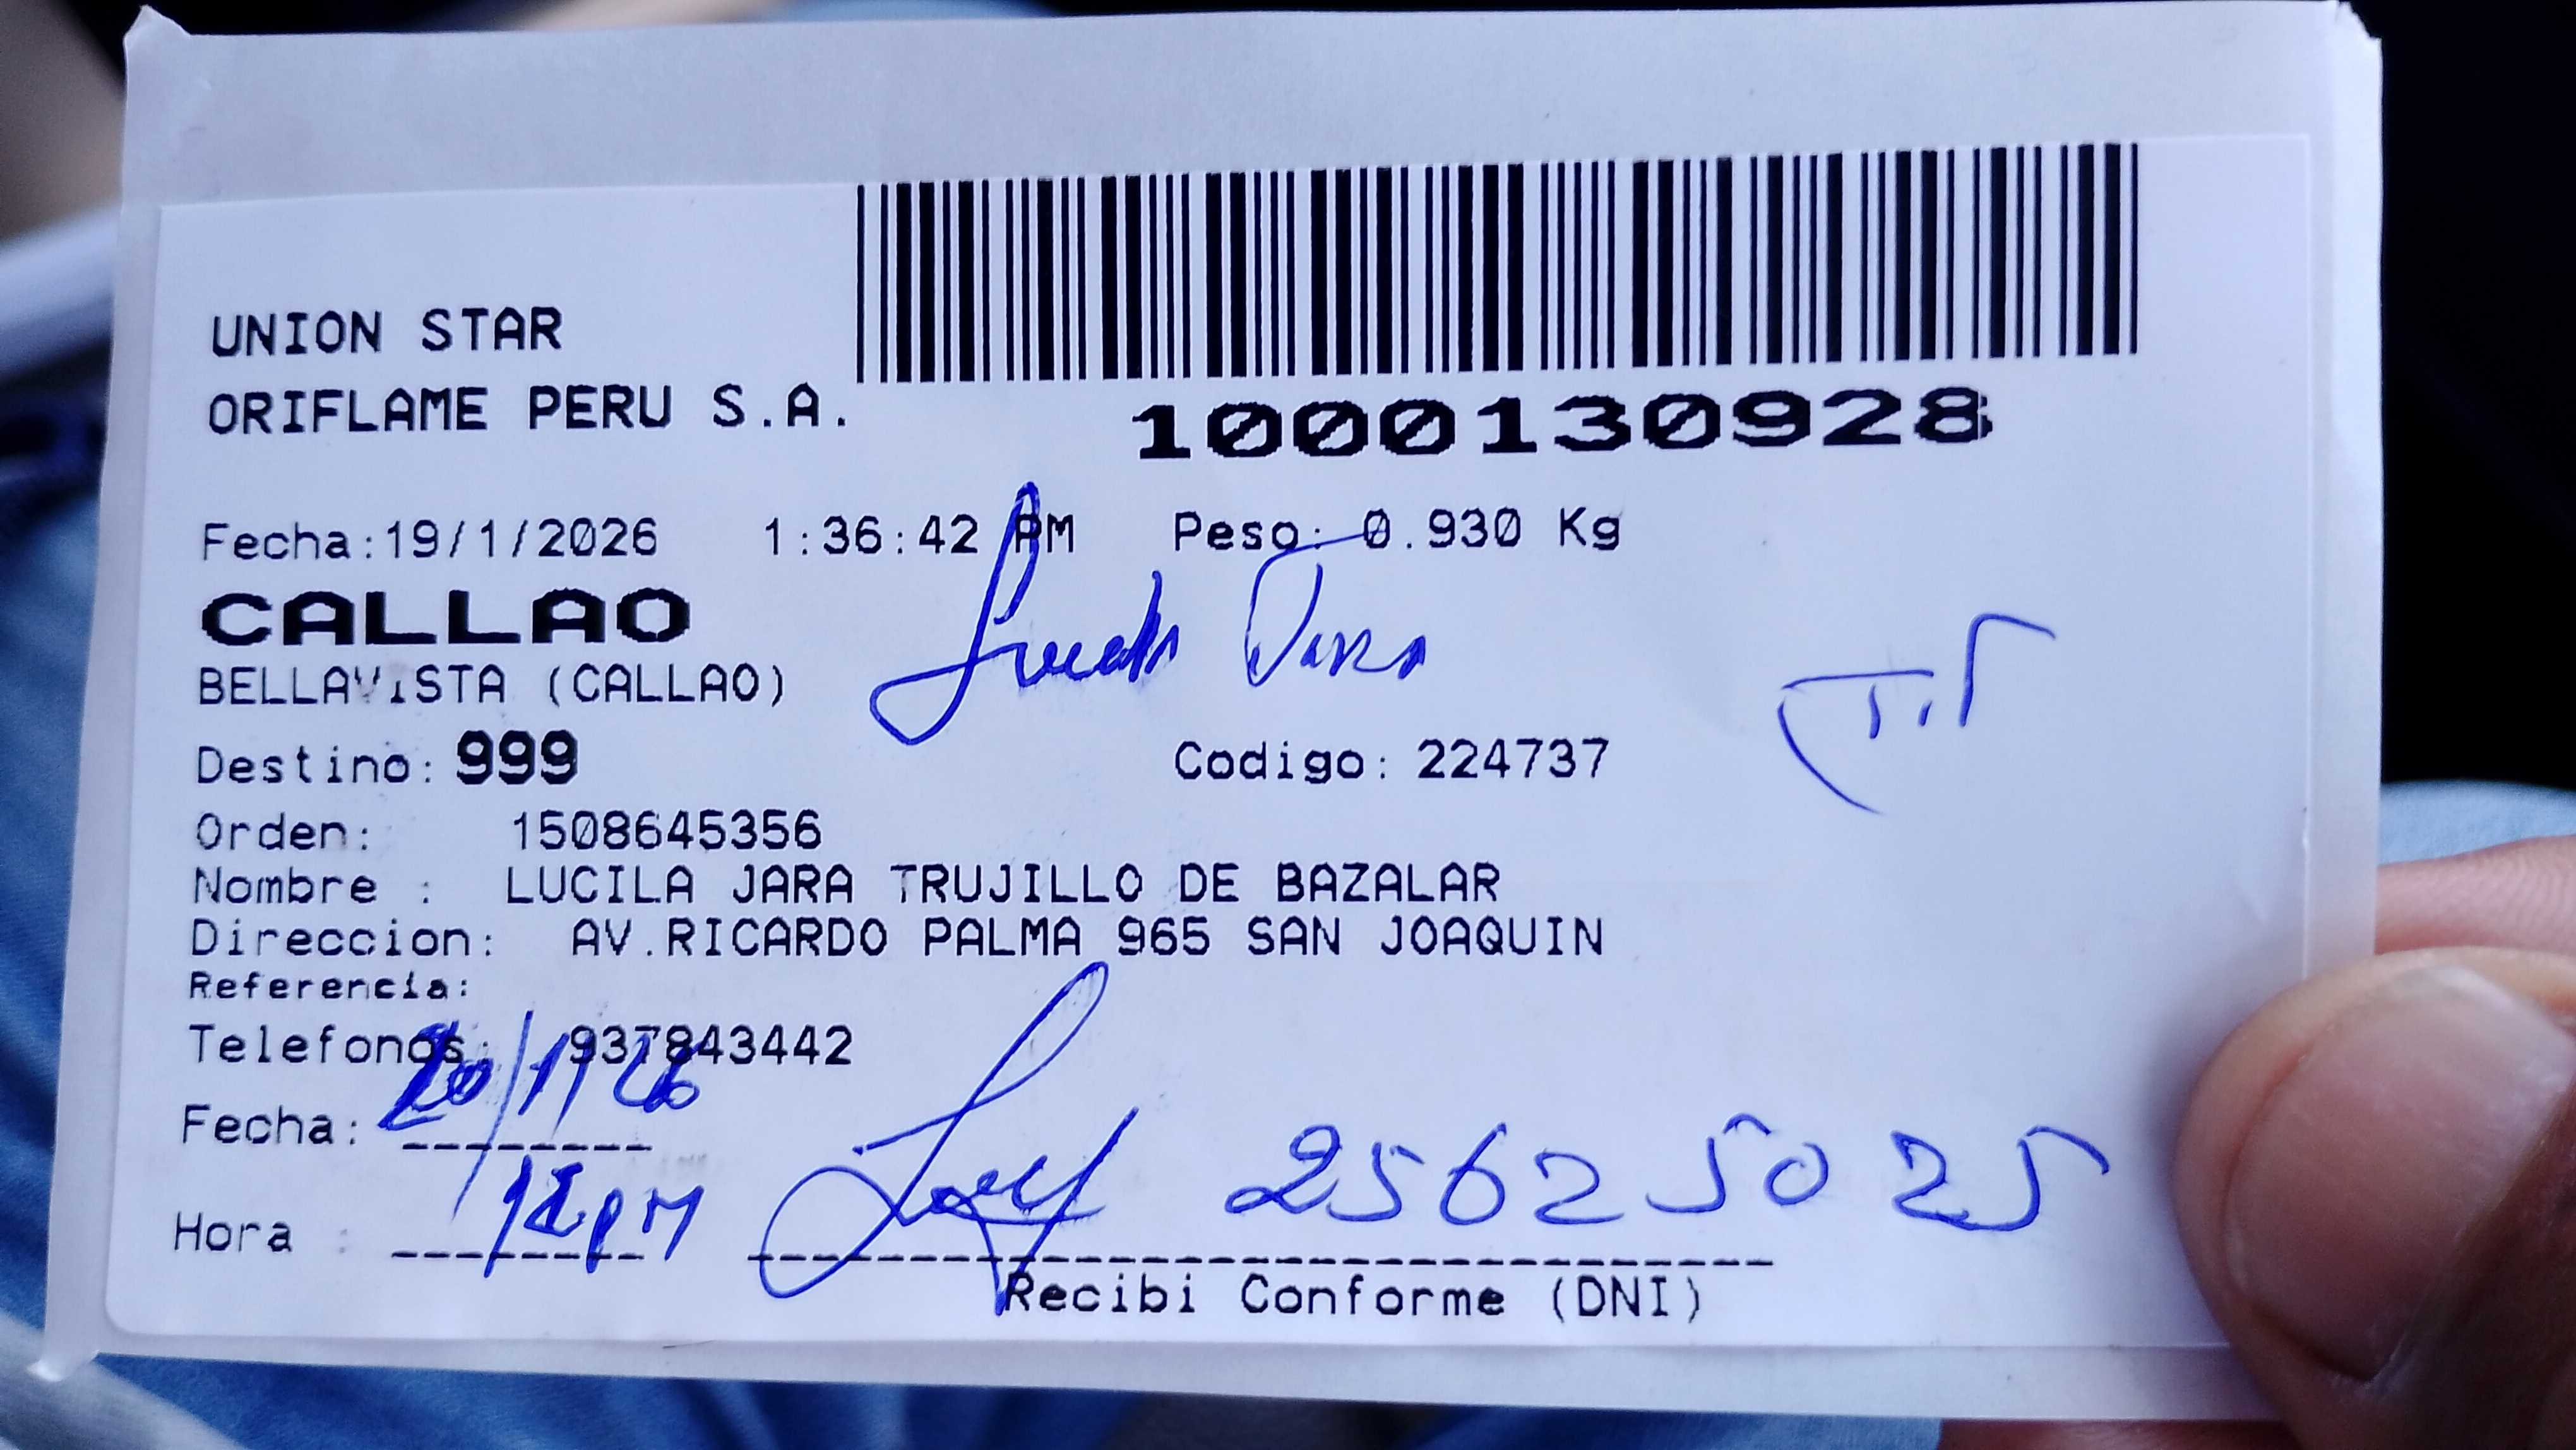 UNION STAR
ORIFLAME PERU S.A.
1000130928
Fecha:19/1/2026 1:36:42 PM Peso: 0.930 Kg
CALLAO
BELLAVISTA (CALLAO)
Jara
Destino: 999 Codigo: 224737
Orden: 1508645356
Nombre : LUCILA JARA TRUJILLO DE BAZALAR
Direccion: AV.RICARDO PALMA 965 SAN JOAQUIN
Referencia:
Telefonos: 937843442
Fecha: 20/1/26
Hora : 12pm 25625025
Recibi Conforme (DNI)